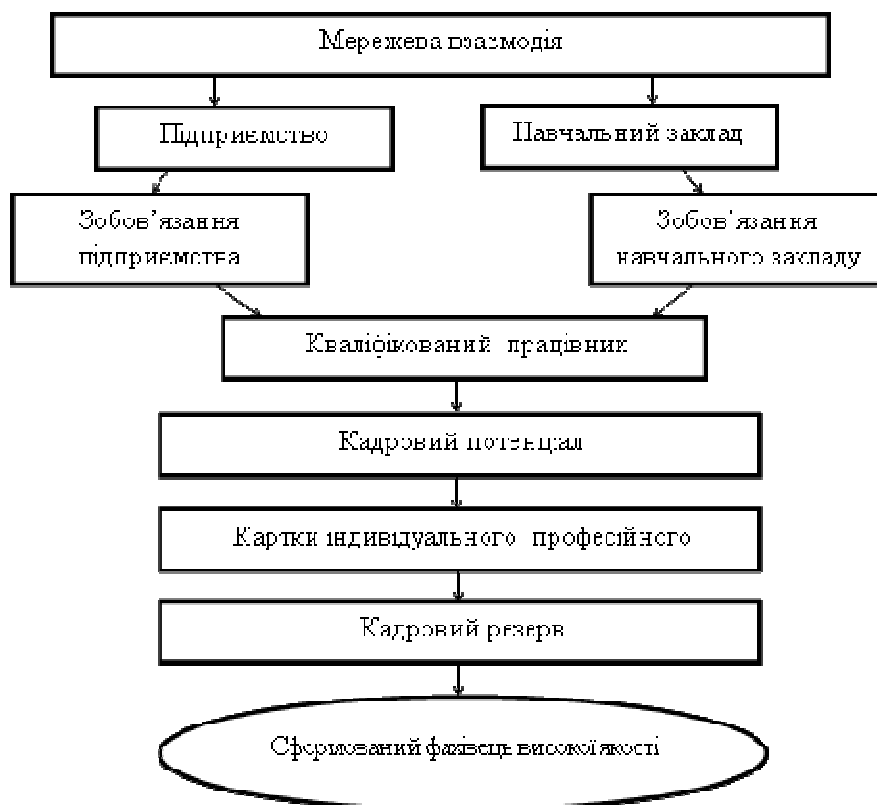 Мережева взаємодія
Підприємство
Навчальний заклад
Зобов’язання
підприємства
Зобов’язання
навчального закладу
Кваліфікований працівник
Кадровий потенціал
Картки індивідуального професійного
Кадровий резерв
Сформований фахівець високої якості